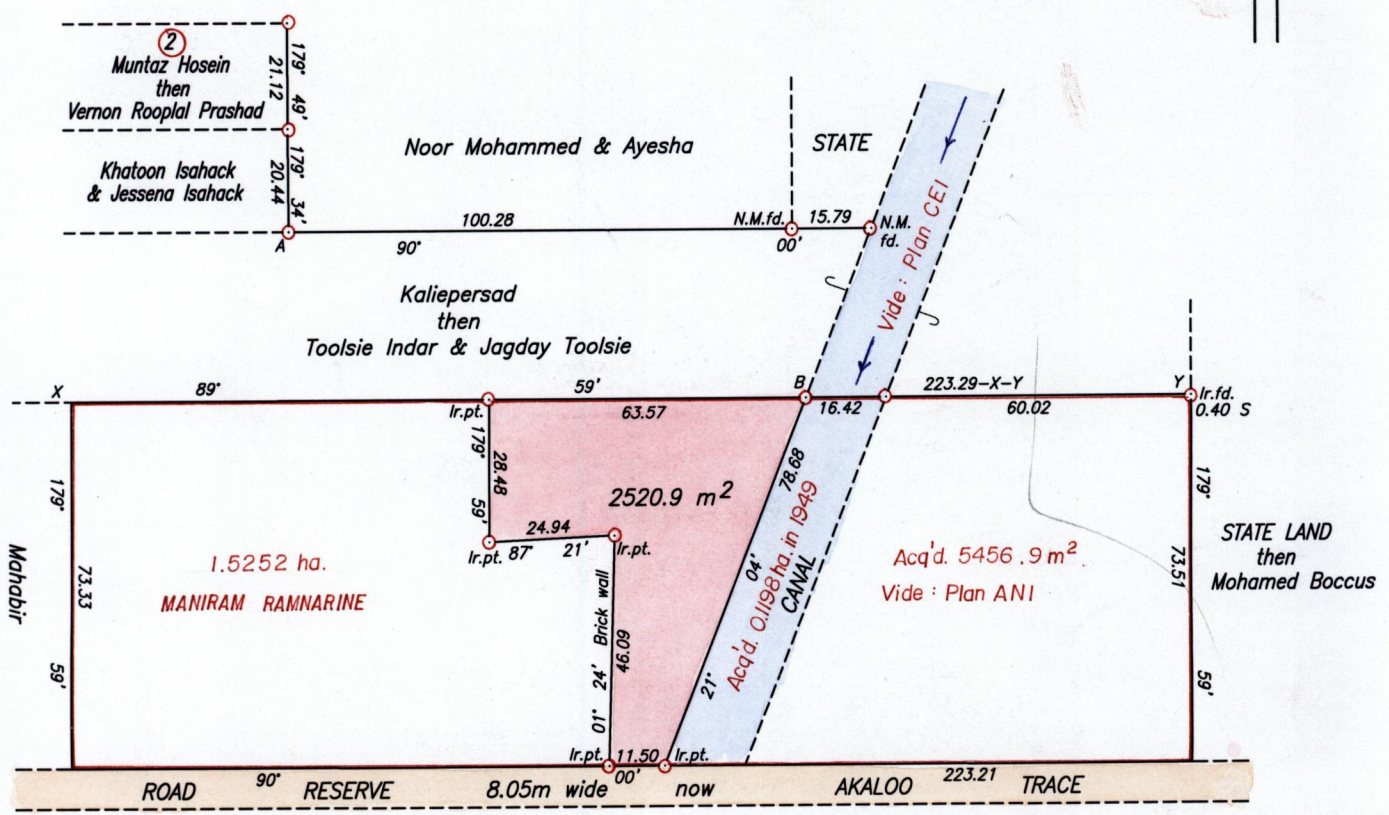 2
Muntaz Hosein
then
Vernon Rooplal Prashad
179° 49'
21.12
Khatoon Isahack
& Jessena Isahack
179° 34'
20.44
Noor Mohammed & Ayesha
STATE
100.28
N.M.fd.
15.79
N.M.
fd.
A
90°
00'
Vide : Plan CEI
Kaliepersad
then
Toolsie Indar & Jagday Toolsie
X
89°
59'
B
223.29-X-Y
Y
Ir.fd.
0.40 S
Ir.pt.
63.57
16.42
60.02
179° 59'
28.48
2520.9 m²
78.68
24.94
Ir.pt.
87° 21'
Ir.pt.
Mahabir
179° 59'
73.33
1.5252 ha.
MANIRAM RAMNARINE
Brick wall
01° 24'
46.09
21° 04'
Acq'd. 0.1198 ha. in 1949
CANAL
Acq'd. 5456.9 m².
Vide : Plan ANI
179° 59'
73.51
STATE LAND
then
Mohamed Boccus
Ir.pt.
11.50
Ir.pt.
90°
00'
223.21
ROAD RESERVE 8.05m wide now AKALOO TRACE